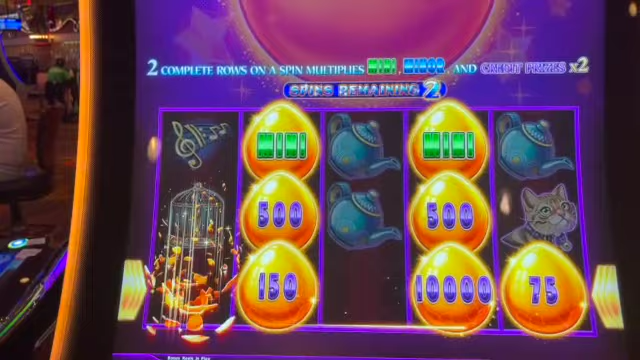 2 COMPLETE ROWS ON A SPIN MULTIPLIES MINI, MINOR, AND CREDIT PRIZES x2
SPINS REMAINING 2
MINI MINI
500 500
150 10000 75